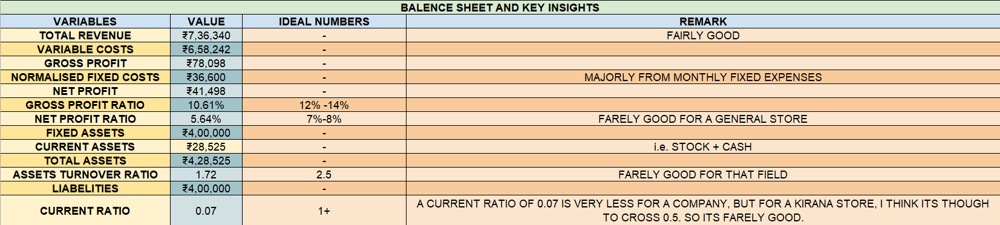 BALENCE SHEET AND KEY INSIGHTS
VARIABLES VALUE IDEAL NUMBERS REMARK
TOTAL REVENUE ₹7,36,340 - FAIRLY GOOD
VARIABLE COSTS ₹6,58,242 -
GROSS PROFIT ₹78,098 -
NORMALISED FIXED COSTS ₹36,600 - MAJORLY FROM MONTHLY FIXED EXPENSES
NET PROFIT ₹41,498 -
GROSS PROFIT RATIO 10.61% 12% -14%
NET PROFIT RATIO 5.64% 7%-8% FARELY GOOD FOR A GENERAL STORE
FIXED ASSETS ₹4,00,000 -
CURRENT ASSETS ₹28,525 - i.e. STOCK + CASH
TOTAL ASSETS ₹4,28,525 -
ASSETS TURNOVER RATIO 1.72 2.5 FARELY GOOD FOR THAT FIELD
LIABELITIES ₹4,00,000 -
CURRENT RATIO 0.07 1+ A CURRENT RATIO OF 0.07 IS VERY LESS FOR A COMPANY, BUT FOR A KIRANA STORE, I THINK ITS THOUGH
TO CROSS 0.5. SO ITS FARELY GOOD.